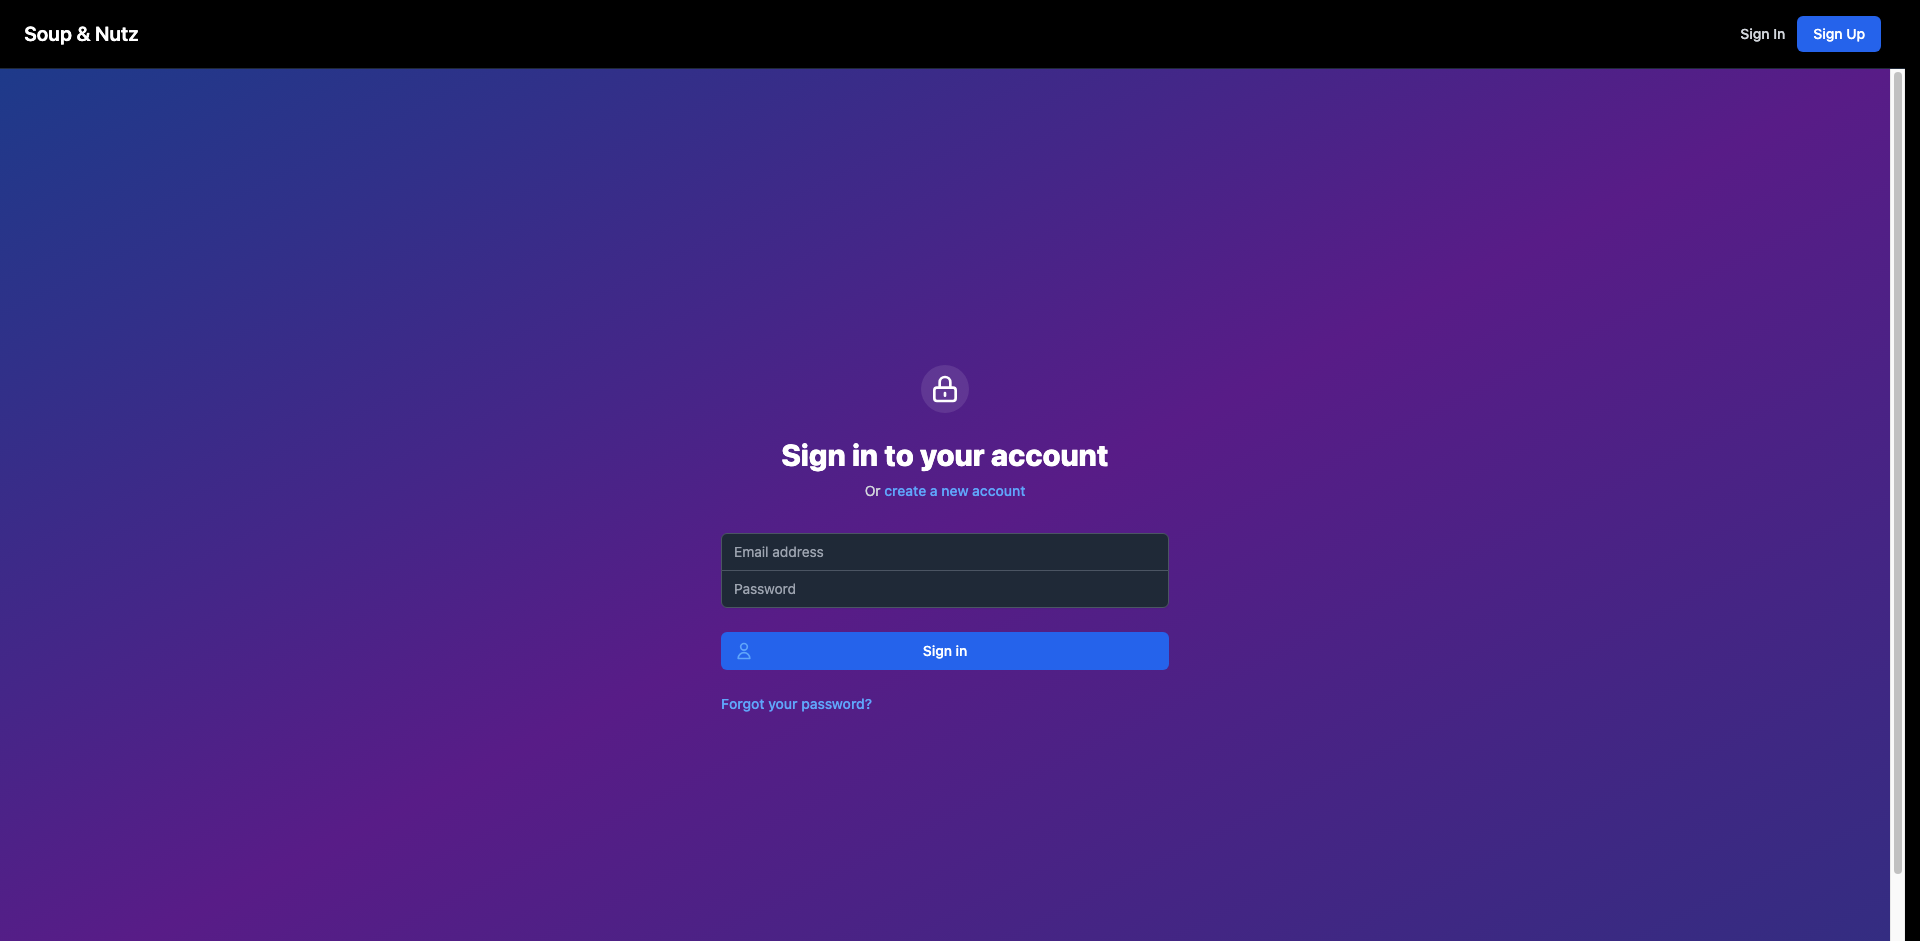 Soup & Nutz
Sign In
Sign Up
Sign in to your account
Or create a new account
Email address
Password
Sign in
Forgot your password?